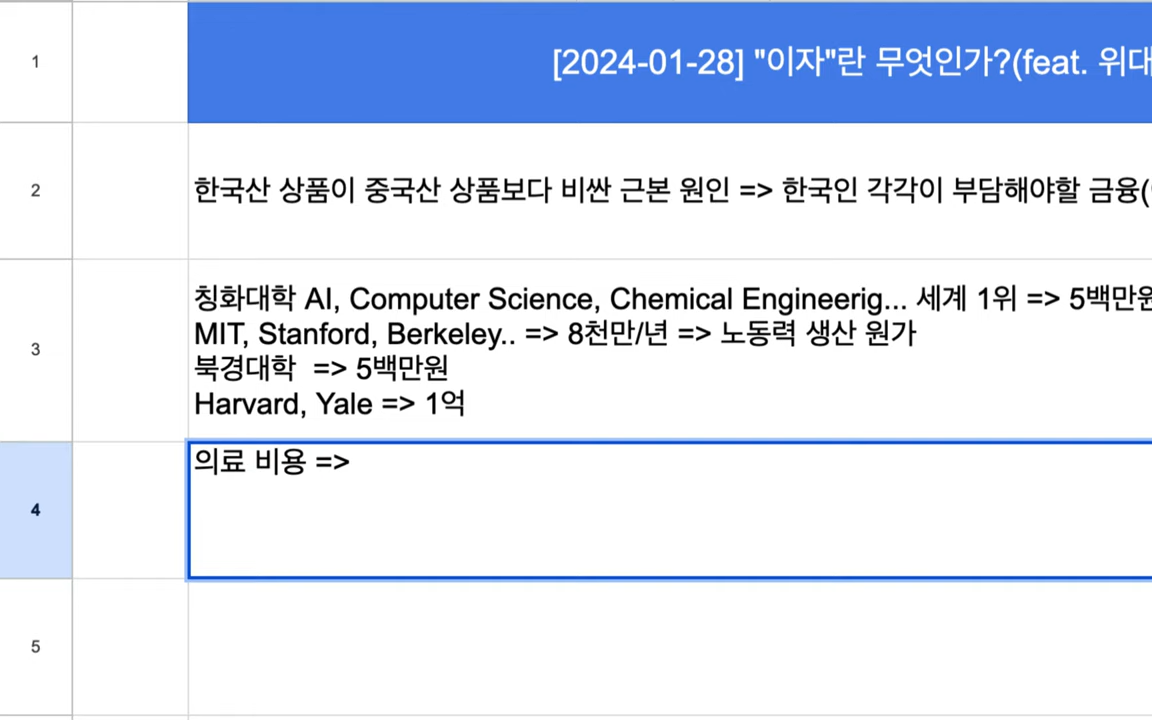 1
[2024-01-28] "이자"란 무엇인가?(feat. 위대
2
한국산 상품이 중국산 상품보다 비싼 근본 원인 => 한국인 각각이 부담해야할 금융(
3
칭화대학 AI, Computer Science, Chemical Engineerig... 세계 1위 => 5백만원
MIT, Stanford, Berkeley.. => 8천만/년 => 노동력 생산 원가
북경대학 => 5백만원
Harvard, Yale => 1억
4
의료 비용 =>
5